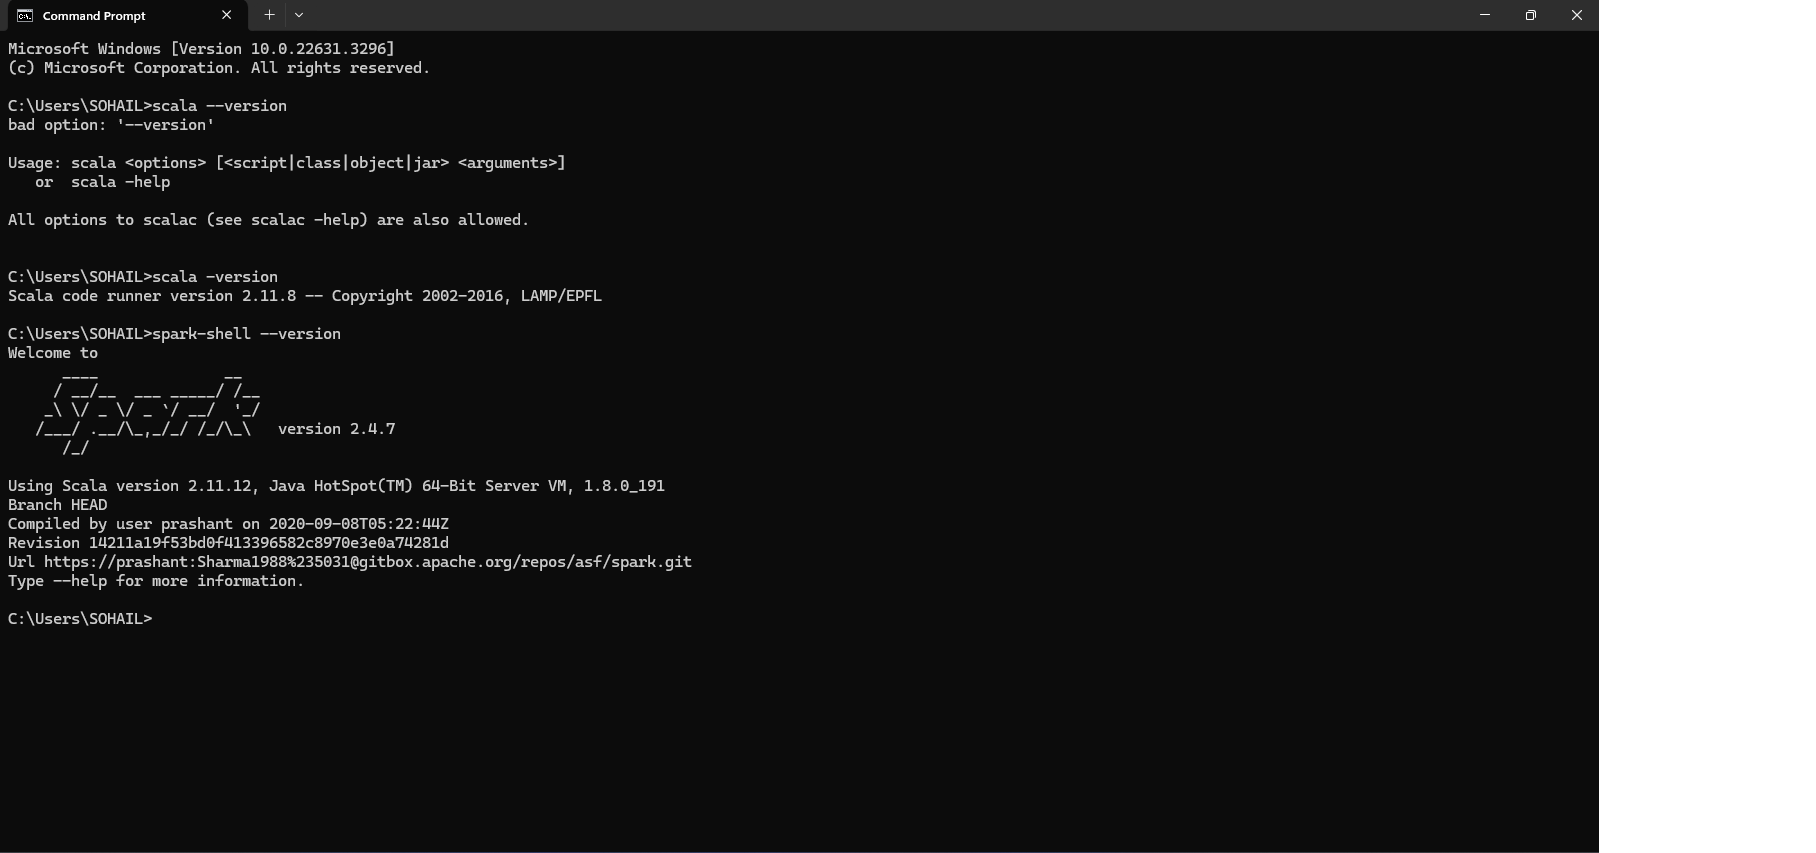 Command Prompt
Microsoft Windows [Version 10.0.22631.3296]
(c) Microsoft Corporation. All rights reserved.
C:\Users\SOHAIL>scala --version
bad option: '--version'
Usage: scala <options> [<script|class|object|jar> <arguments>]
   or  scala -help
All options to scalac (see scalac -help) are also allowed.
C:\Users\SOHAIL>scala -version
Scala code runner version 2.11.8 -- Copyright 2002-2016, LAMP/EPFL
C:\Users\SOHAIL>spark-shell --version
Welcome to
      ____              __
     / __/__  ___ _____/ /__
    _\ \/ _ \/ _ `/ __/  '_/
   /___/ .__/\_,_/_/ /_/\_\   version 2.4.7
      /_/
Using Scala version 2.11.12, Java HotSpot(TM) 64-Bit Server VM, 1.8.0_191
Branch HEAD
Compiled by user prashant on 2020-09-08T05:22:44Z
Revision 14211a19f53bd0f413396582c8970e3e0a74281d
Url https://prashant:Sharma1988%235031@gitbox.apache.org/repos/asf/spark.git
Type --help for more information.
C:\Users\SOHAIL>